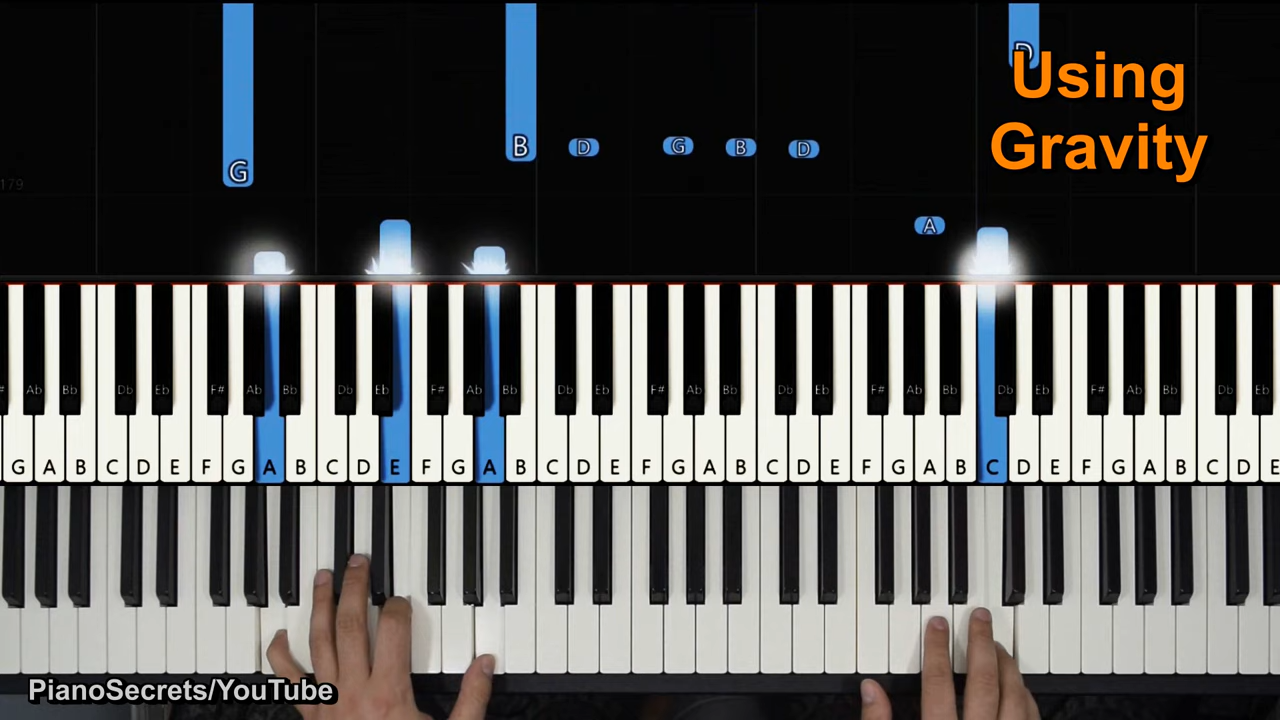 D
Using
Gravity
G
B D G B D
179
A
Ab Bb Db Eb F# Ab Bb Db Eb F# Ab Bb Db Eb F# Ab Bb Db Eb F# Ab Bb Db Eb F# Ab Bb Db Eb
G A B C D E F G A B C D E F G A B C D E F G A B C D E F G A B C D E F G A B C D E
PianoSecrets/YouTube